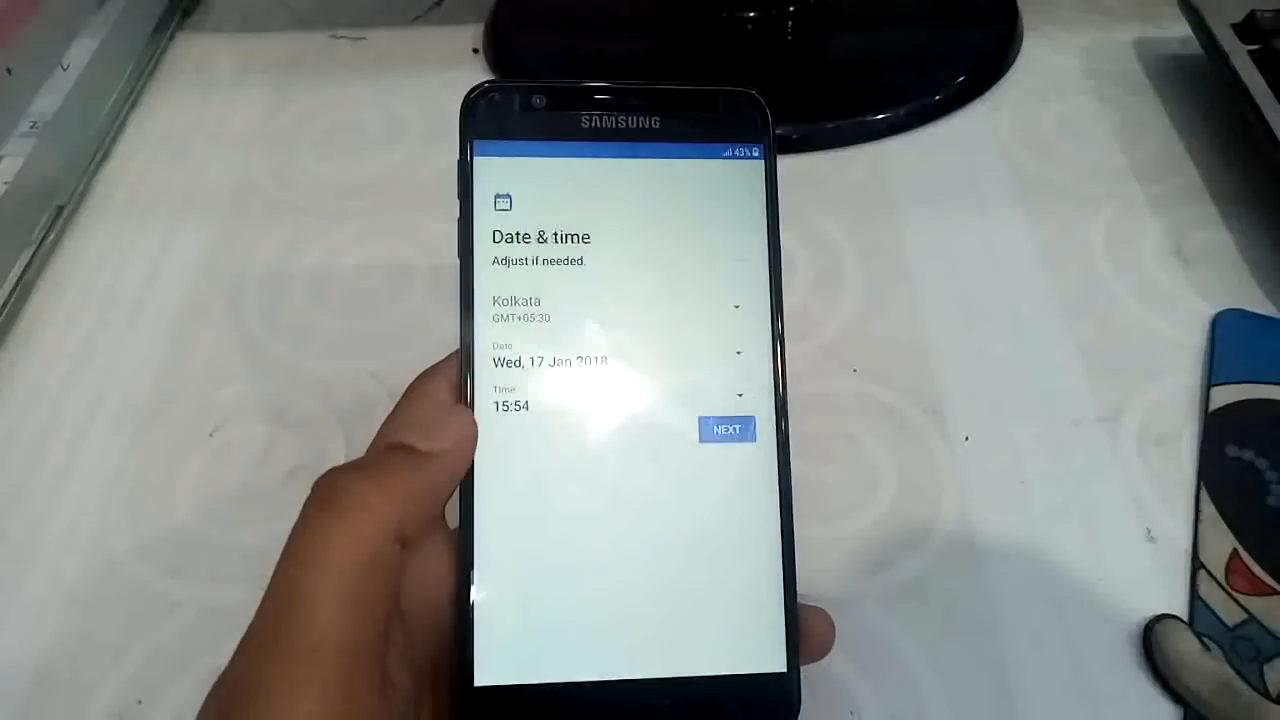 SAMSUNG
43%
Date & time
Adjust if needed.
Kolkata
GMT+05:30
Date
Wed, 17 Jan 2018
Time
15:54
NEXT